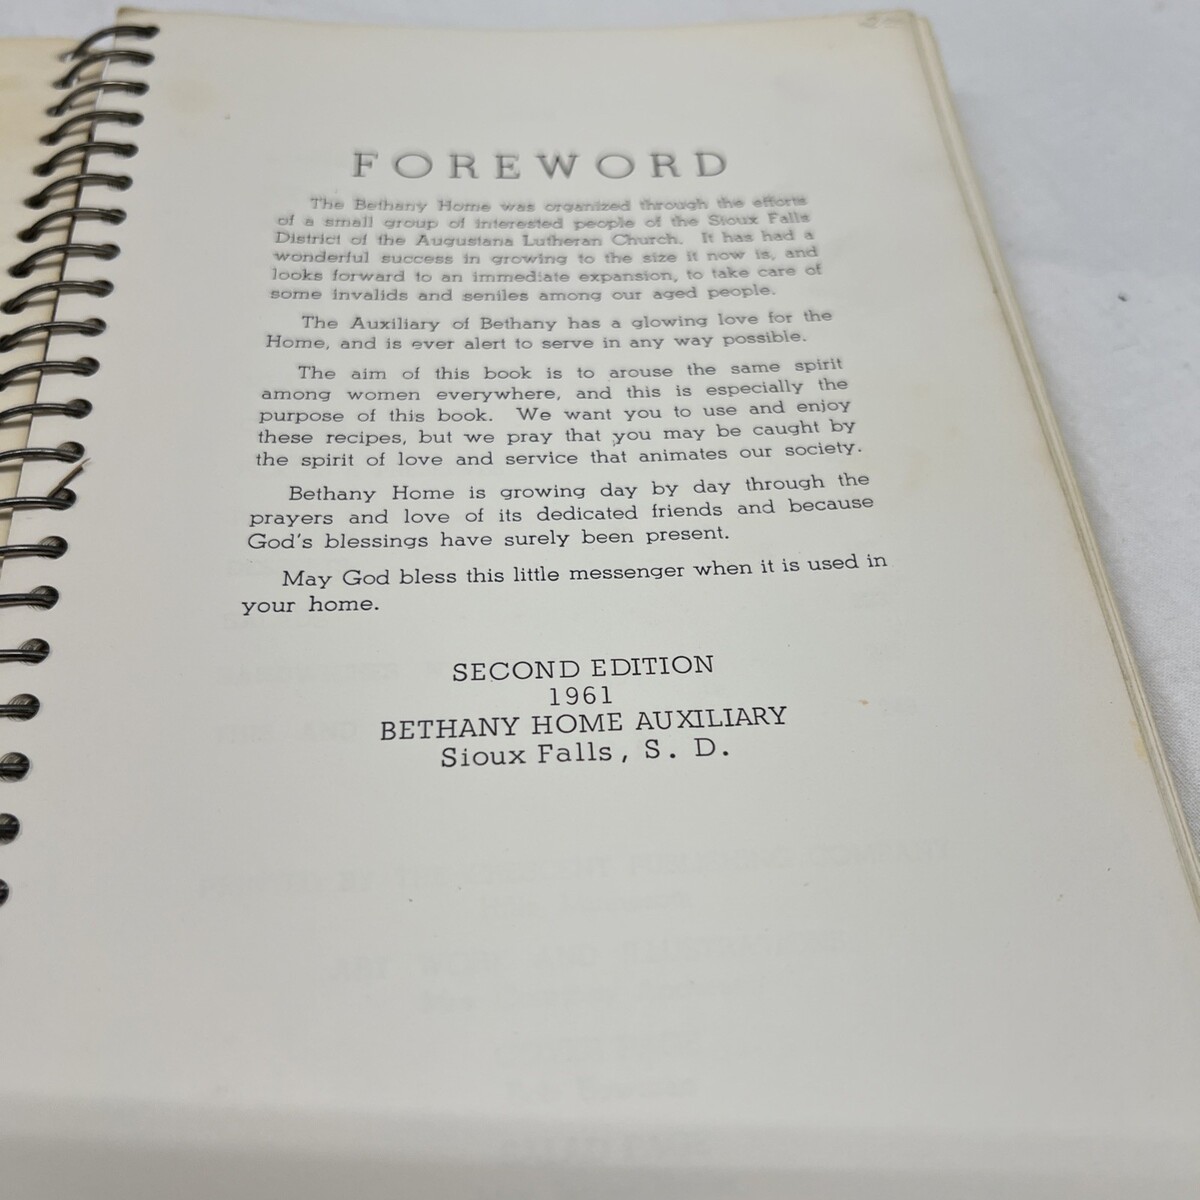 FOREWORD
The Bethany Home was organized through the efforts
of a small group of interested people of the Sioux Falls
District of the Augustana Lutheran Church. It has had a
wonderful success in growing to the size it now is, and
looks forward to an immediate expansion, to take care of
some invalids and seniles among our aged people.
The Auxiliary of Bethany has a glowing love for the
Home, and is ever alert to serve in any way possible.
The aim of this book is to arouse the same spirit
among women everywhere, and this is especially the
purpose of this book. We want you to use and enjoy
these recipes, but we pray that you may be caught by
the spirit of love and service that animates our society.
Bethany Home is growing day by day through the
prayers and love of its dedicated friends and because
God's blessings have surely been present.
May God bless this little messenger when it is used in
your home.
SECOND EDITION
1961
BETHANY HOME AUXILIARY
Sioux Falls, S. D.